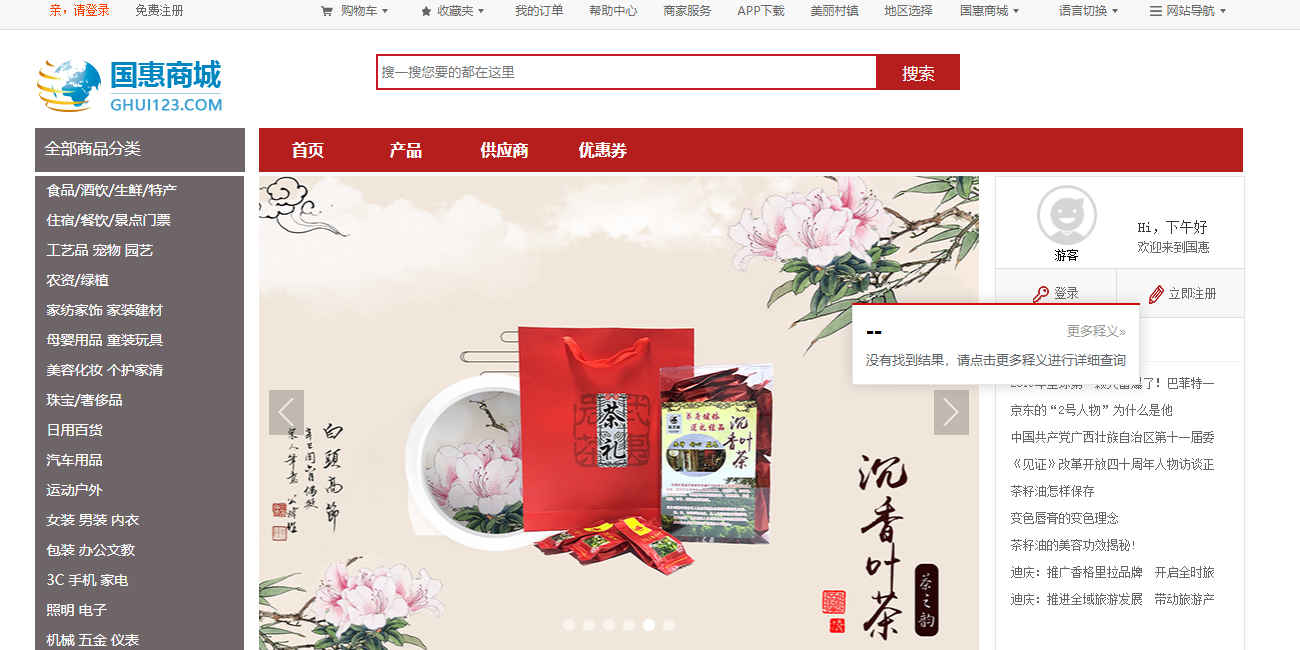 亲，请登录 免费注册 购物车 收藏夹 我的订单 帮助中心 商家服务 APP下载 美丽村镇 地区选择 国惠商城 语言切换 网站导航
国惠商城
GHUI123.COM
搜一搜您要的都在这里 搜索
全部商品分类
首页 产品 供应商 优惠券
食品/酒饮/生鲜/特产
住宿/餐饮/景点门票
工艺品 宠物 园艺
农资/绿植
家纺家饰 家装建材
母婴用品 童装玩具
美容化妆 个护家清
珠宝/奢侈品
日用百货
汽车用品
运动户外
女装 男装 内衣
包装 办公文教
3C 手机 家电
照明 电子
机械 五金 仪表
茶礼
养身健体
送礼佳品
沉香叶茶
白头高节
沉香叶茶
茶之韵
游客
Hi，下午好
欢迎来到国惠
登录 立即注册
-- 更多释义»
没有找到结果，请点击更多释义进行详细查询
京东的“2号人物”为什么是他
中国共产党广西壮族自治区第十一届委
《见证》改革开放四十周年人物访谈正
茶籽油怎样保存
变色唇膏的变色理念
茶籽油的美容功效揭秘!
迪庆：推广香格里拉品牌 开启全时旅
迪庆：推进全域旅游发展 带动旅游产